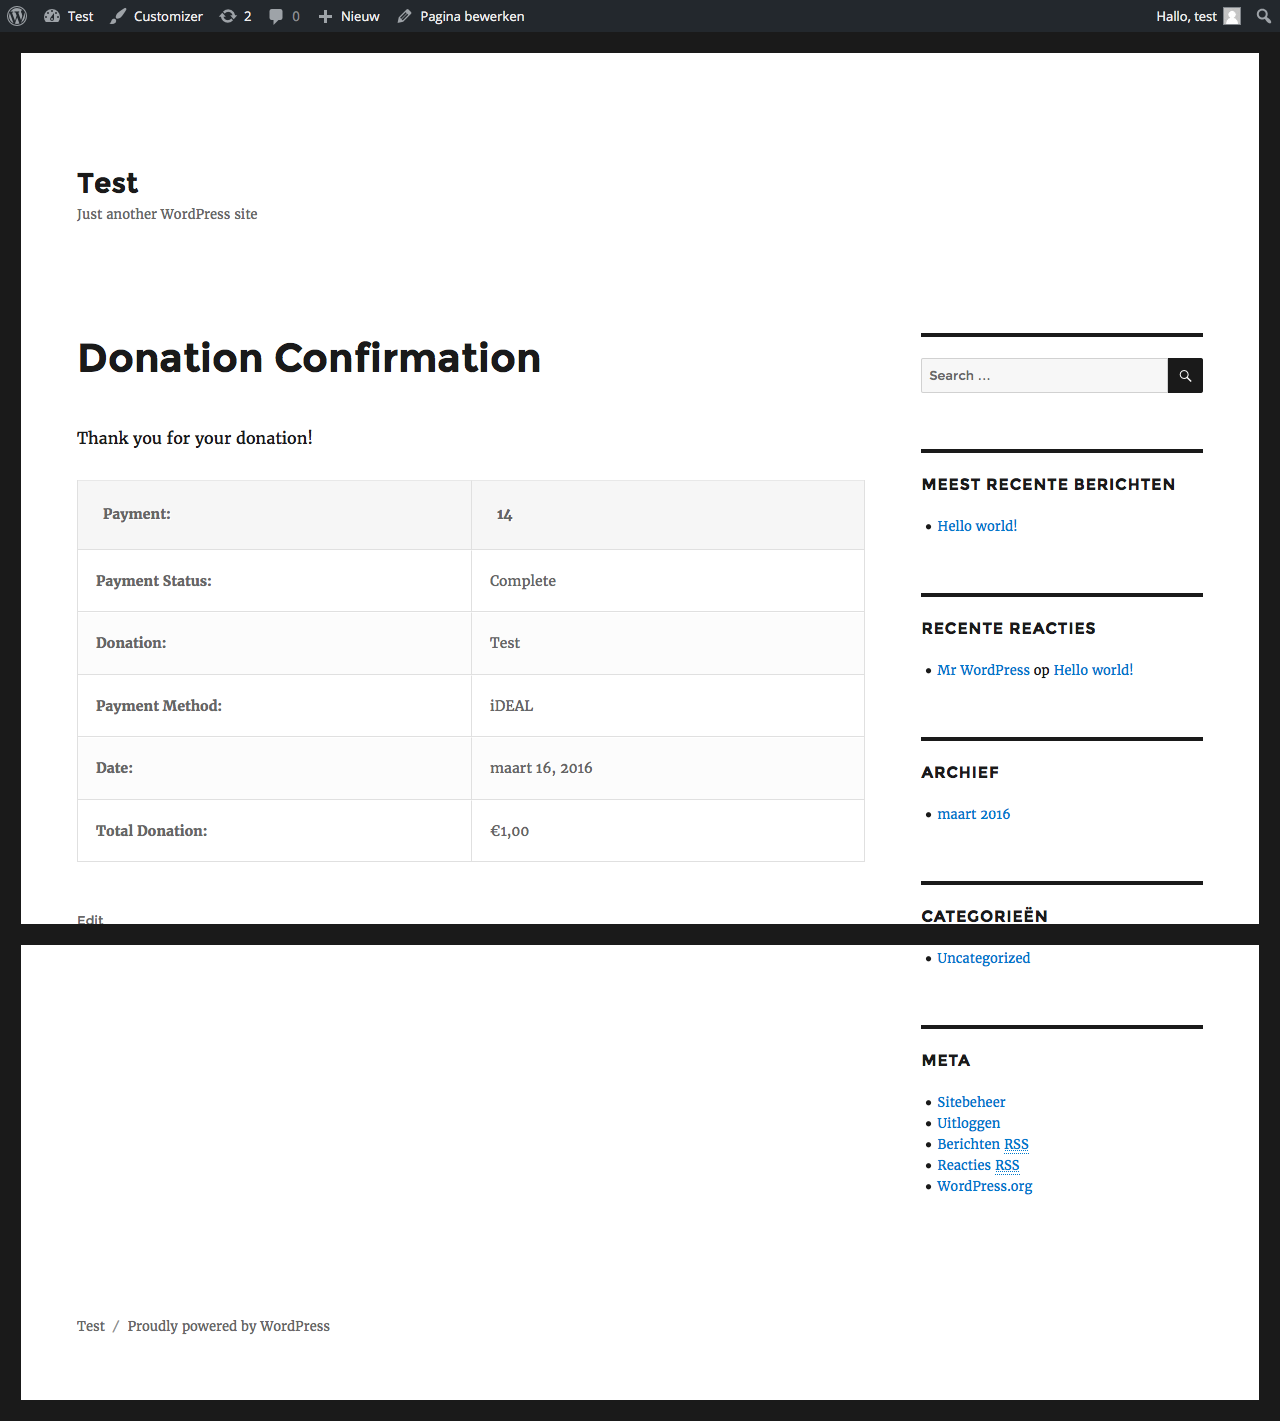 Test Customizer 2 0 Nieuw Pagina bewerken Hallo, test
Test
Just another WordPress site
Donation Confirmation
Thank you for your donation!
Payment: 14
Payment Status: Complete
Donation: Test
Payment Method: iDEAL
Date: maart 16, 2016
Total Donation: €1,00
Edit
Search ...
MEEST RECENTE BERICHTEN
Hello world!
RECENTE REACTIES
Mr WordPress op Hello world!
ARCHIEF
maart 2016
CATEGORIEËN
Uncategorized
META
Sitebeheer
Uitloggen
Berichten RSS
Reacties RSS
WordPress.org
Test / Proudly powered by WordPress